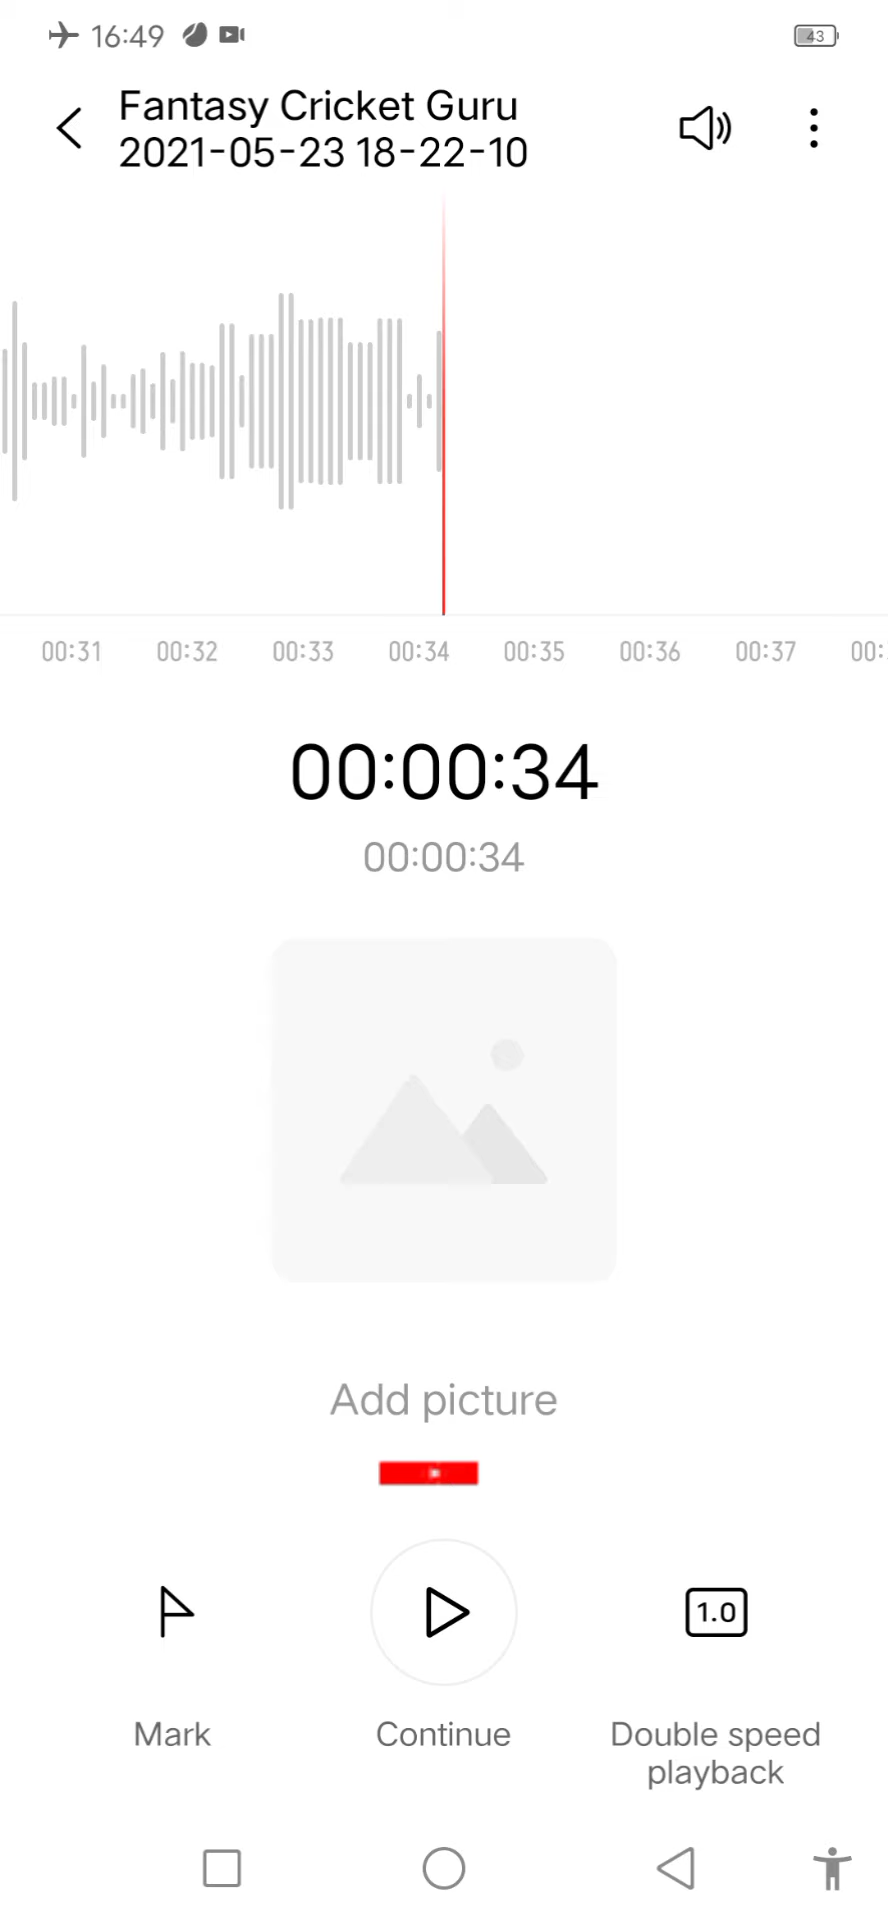 16:49
43
Fantasy Cricket Guru
2021-05-23 18-22-10
00:31 00:32 00:33 00:34 00:35 00:36 00:37 00:
00:00:34
00:00:34
Add picture
1.0
Mark Continue Double speed
playback